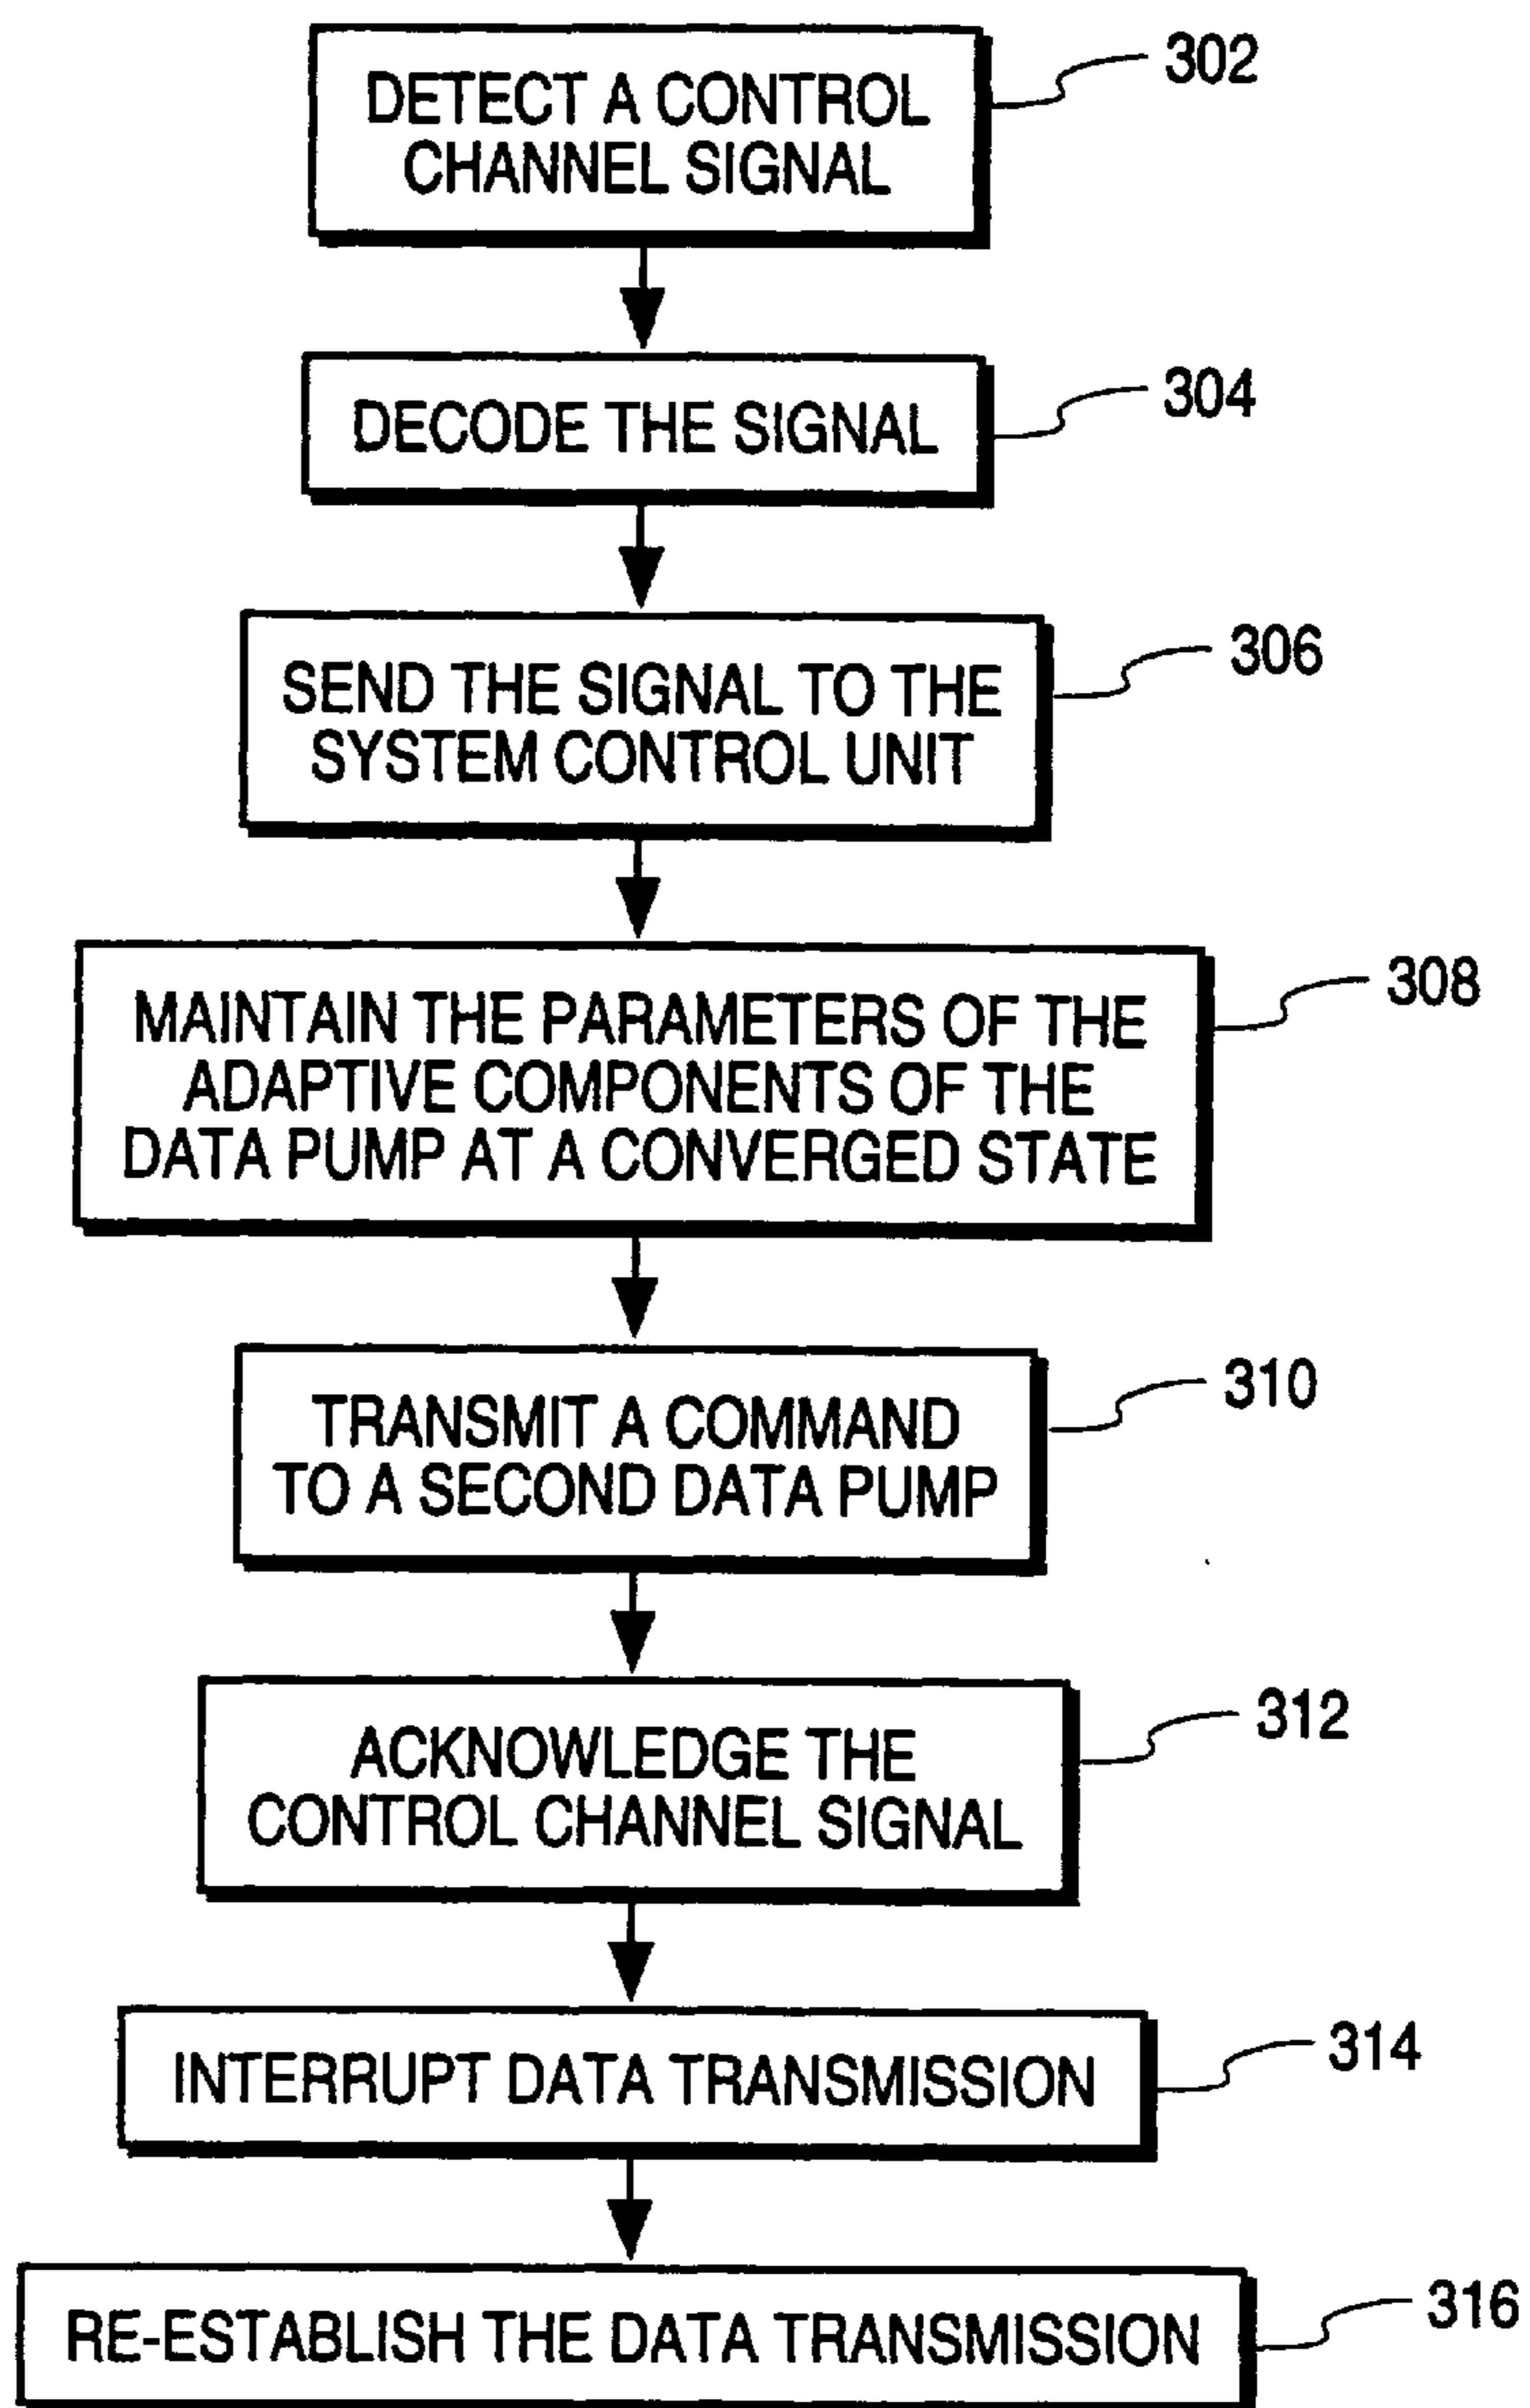 DETECT A CONTROL
CHANNEL SIGNAL
302
DECODE THE SIGNAL
304
SEND THE SIGNAL TO THE
SYSTEM CONTROL UNIT
306
MAINTAIN THE PARAMETERS OF THE
ADAPTIVE COMPONENTS OF THE
DATA PUMP AT A CONVERGED STATE
308
TRANSMIT A COMMAND
TO A SECOND DATA PUMP
310
ACKNOWLEDGE THE
CONTROL CHANNEL SIGNAL
312
INTERRUPT DATA TRANSMISSION
314
RE-ESTABLISH THE DATA TRANSMISSION
316